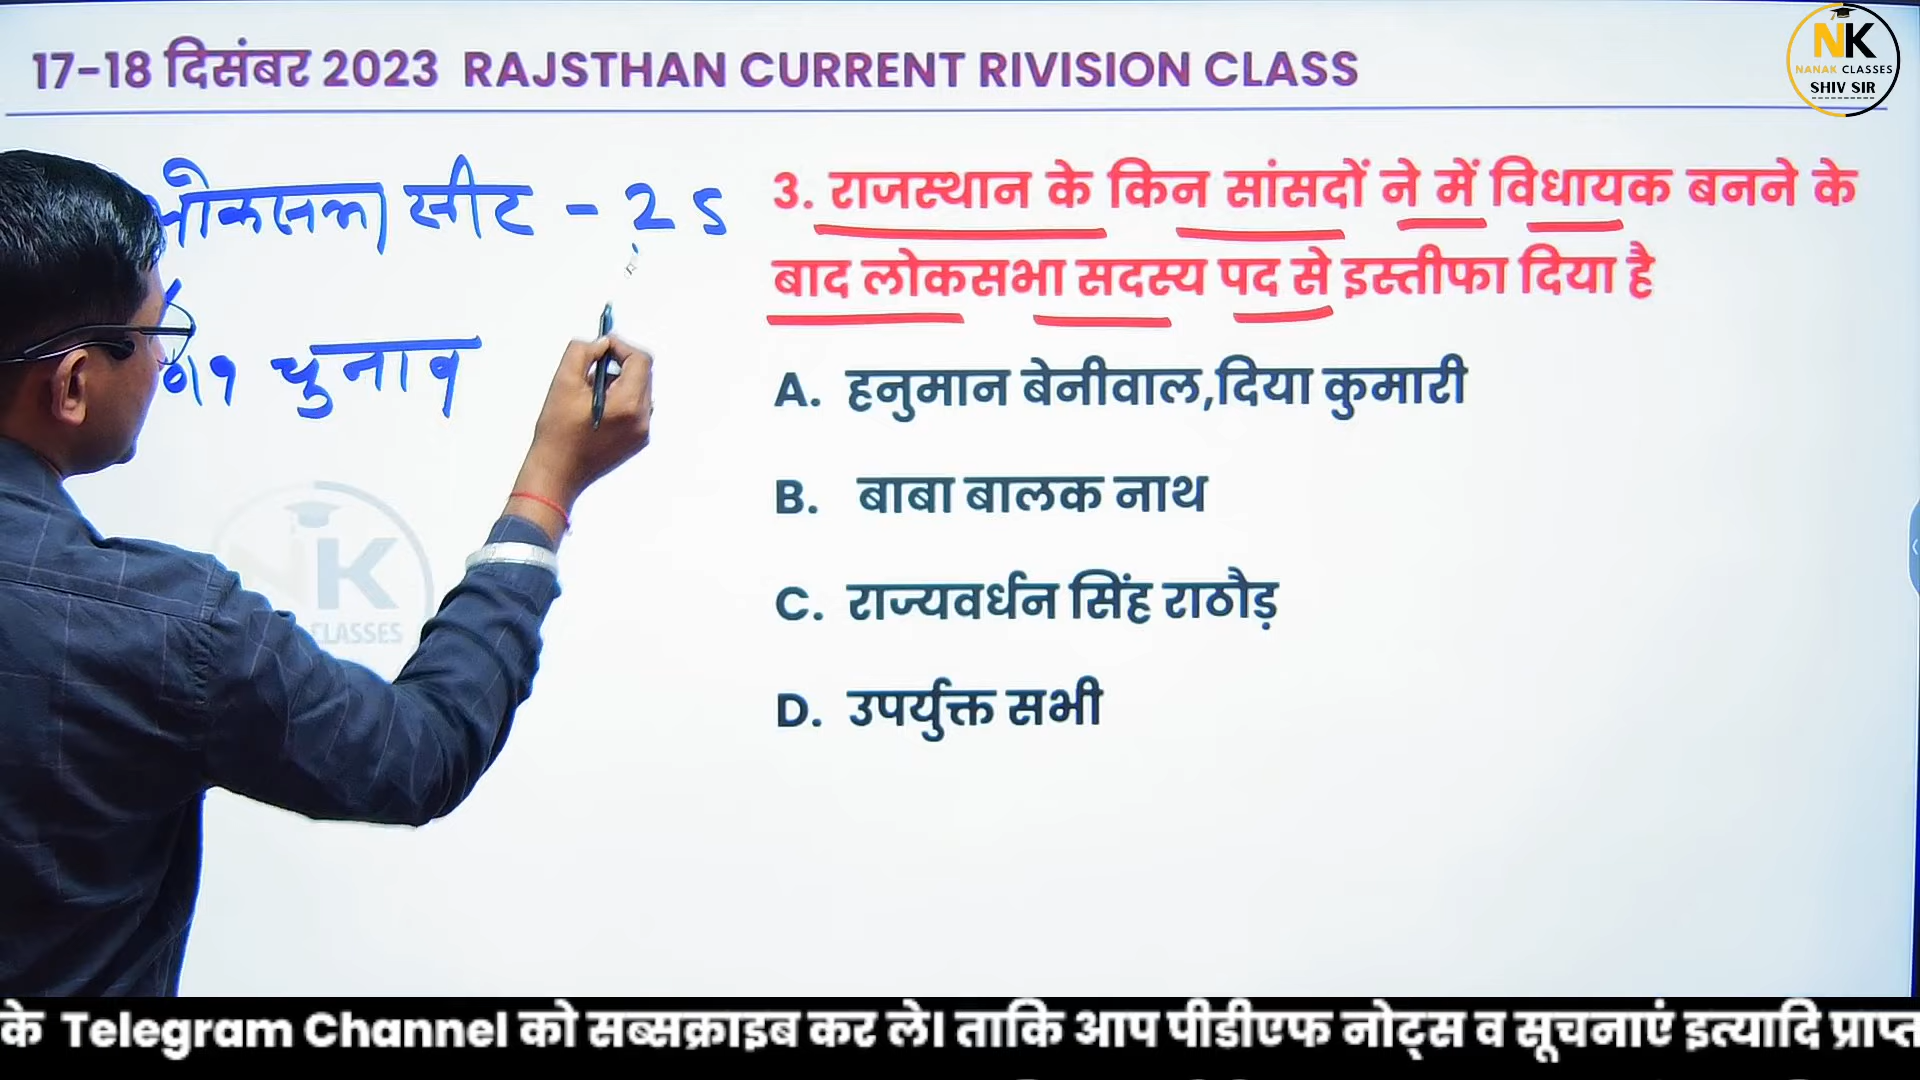 17-18 दिसंबर 2023 RAJSTHAN CURRENT RIVISION CLASS
NK
NANAK CLASSES
SHIV SIR
लोकसभा सीट - 25
चुनाव
3. राजस्थान के किन सांसदों ने में विधायक बनने के
बाद लोकसभा सदस्य पद से इस्तीफा दिया है
A. हनुमान बेनीवाल,दिया कुमारी
B. बाबा बालक नाथ
C. राज्यवर्धन सिंह राठौड़
D. उपर्युक्त सभी
NK
CLASSES
के Telegram Channel को सब्सक्राइब कर ले। ताकि आप पीडीएफ नोट्स व सूचनाएं इत्यादि प्राप्त